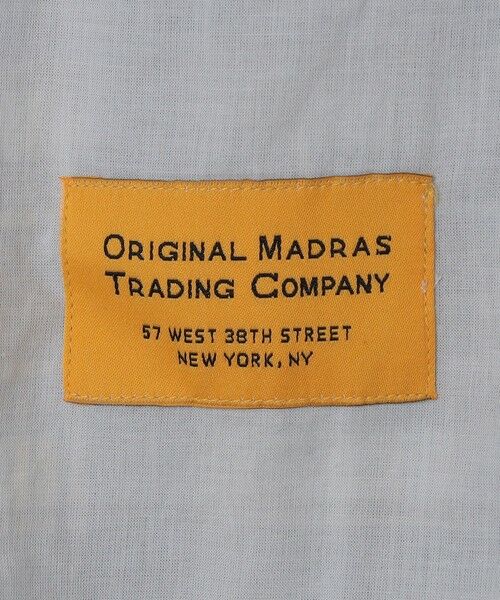 ORIGINAL MADRAS
TRADING COMPANY
57 WEST 38TH STREET
NEW YORK, NY